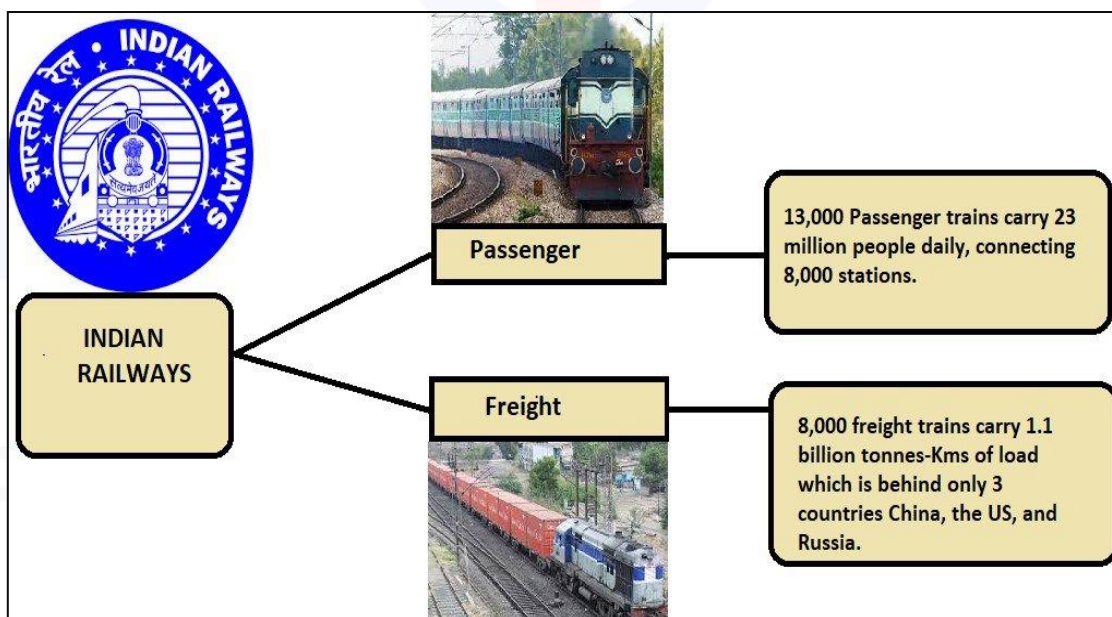 भारतीय रेल • INDIAN RAILWAYS
सत्यमेव जयते
INDIAN
RAILWAYS
Passenger
13,000 Passenger trains carry 23
million people daily, connecting
8,000 stations.
Freight
8,000 freight trains carry 1.1
billion tonnes-Kms of load
which is behind only 3
countries China, the US, and
Russia.